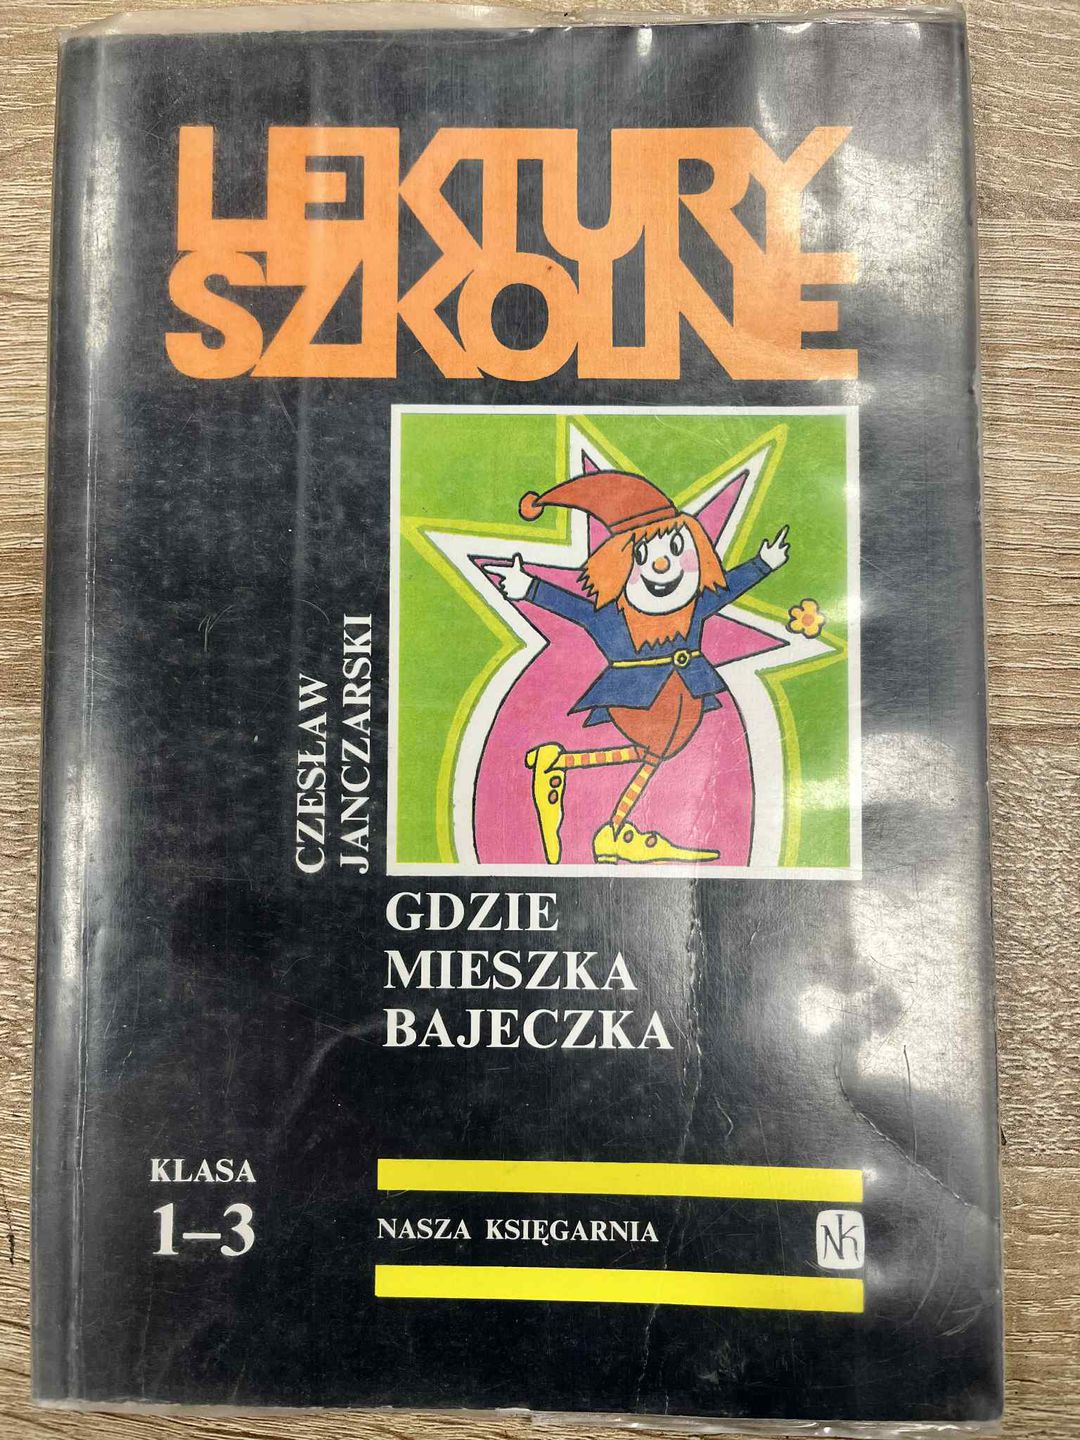 LEKTURY
SZKOLNE
CZESŁAW
JANCZARSKI
GDZIE
MIESZKA
BAJECZKA
KLASA
1–3
NASZA KSIĘGARNIA
NK